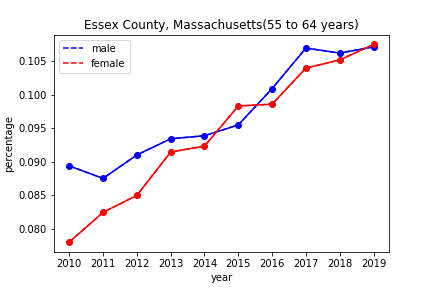 Essex County, Massachusetts(55 to 64 years)
male
female
0.105
0.100
0.095
0.090
0.085
0.080
percentage
2010 2011 2012 2013 2014 2015 2016 2017 2018 2019
year